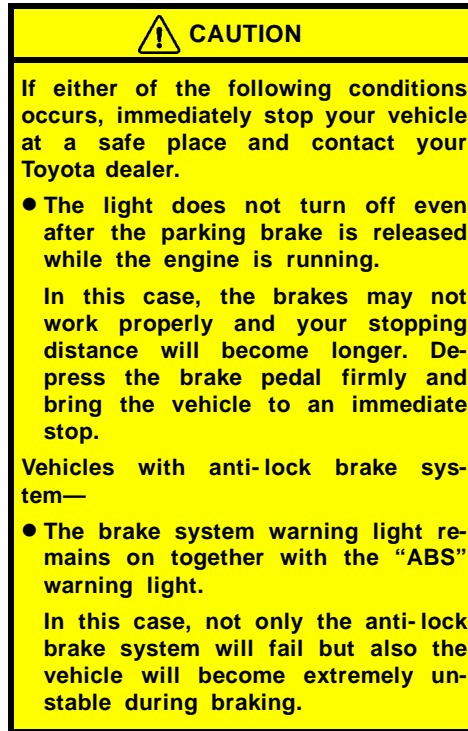 CAUTION
If either of the following conditions
occurs, immediately stop your vehicle
at a safe place and contact your
Toyota dealer.
● The light does not turn off even
after the parking brake is released
while the engine is running.
In this case, the brakes may not
work properly and your stopping
distance will become longer. De-
press the brake pedal firmly and
bring the vehicle to an immediate
stop.
Vehicles with anti-lock brake sys-
tem—
● The brake system warning light re-
mains on together with the “ABS”
warning light.
In this case, not only the anti-lock
brake system will fail but also the
vehicle will become extremely un-
stable during braking.